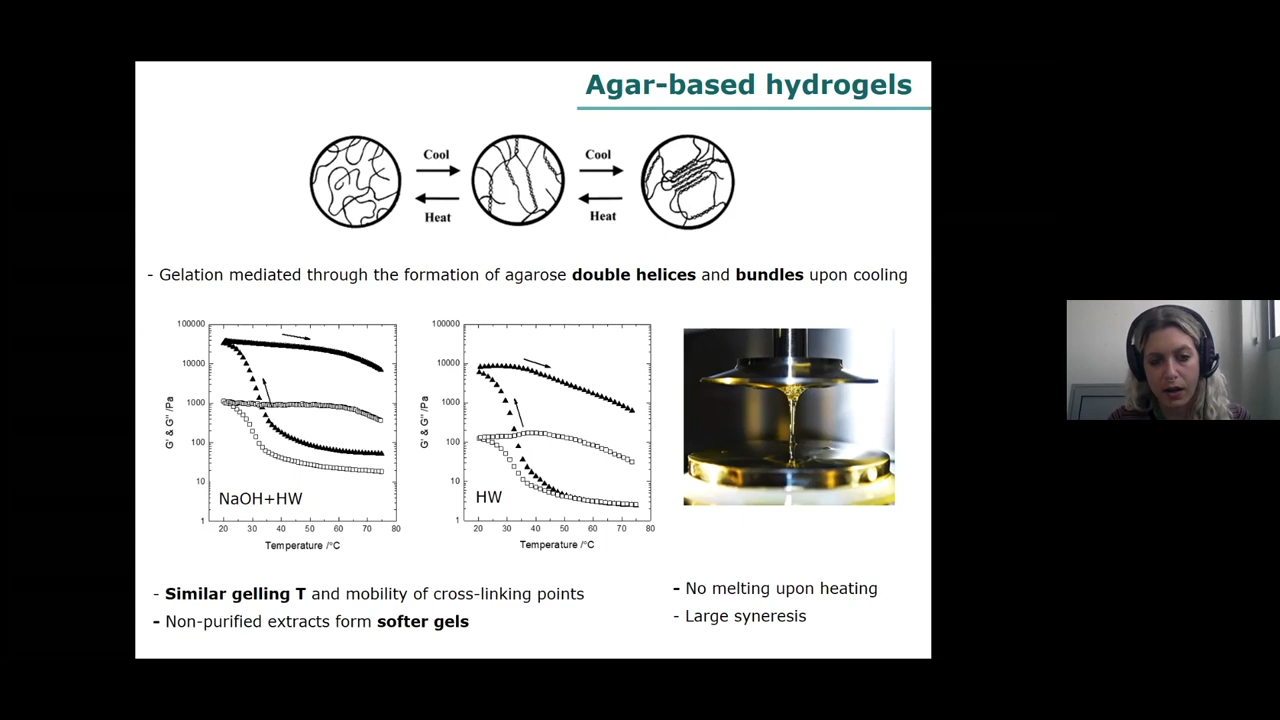 Agar-based hydrogels
Cool
Cool
Heat
Heat
- Gelation mediated through the formation of agarose double helices and bundles upon cooling
100000
10000
1000
100
10
1
G' & G'' /Pa
NaOH+HW
20 30 40 50 60 70 80
Temperature /°C
100000
10000
1000
100
10
1
G' & G'' /Pa
HW
20 30 40 50 60 70 80
Temperature /°C
- Similar gelling T and mobility of cross-linking points
- Non-purified extracts form softer gels
- No melting upon heating
- Large syneresis